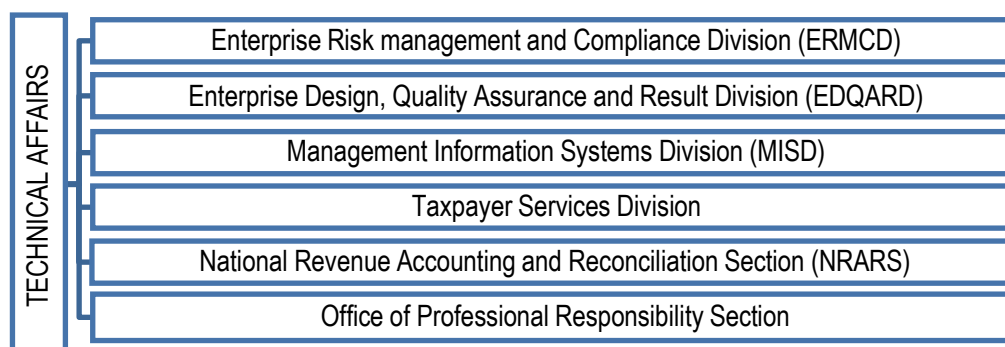 TECHNICAL AFFAIRS
Enterprise Risk management and Compliance Division (ERMCD)
Enterprise Design, Quality Assurance and Result Division (EDQARD)
Management Information Systems Division (MISD)
Taxpayer Services Division
National Revenue Accounting and Reconciliation Section (NRARS)
Office of Professional Responsibility Section